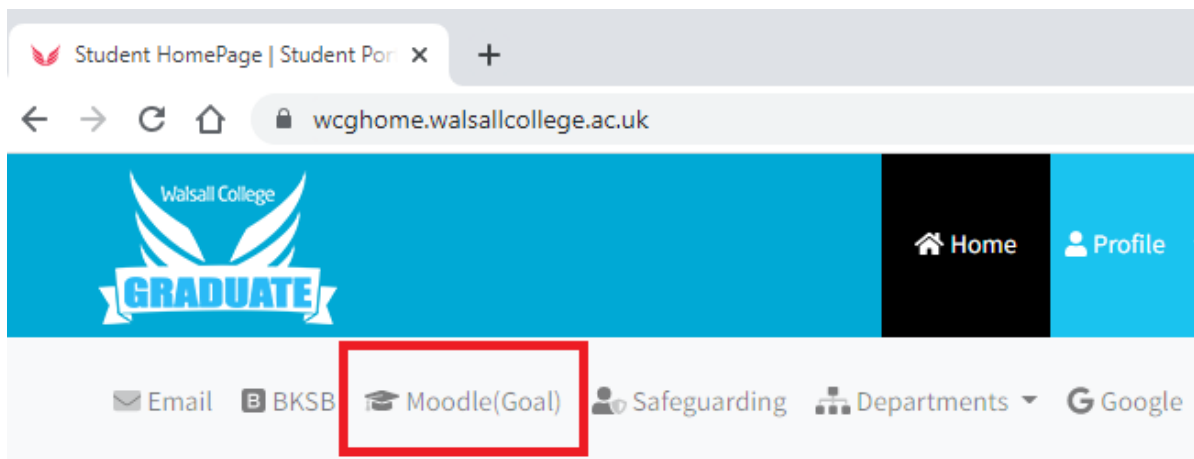 Student HomePage | Student Por
wcghome.walsallcollege.ac.uk
Walsall College
GRADUATE
Home Profile
Email B BKSB Moodle(Goal) Safeguarding Departments G Google